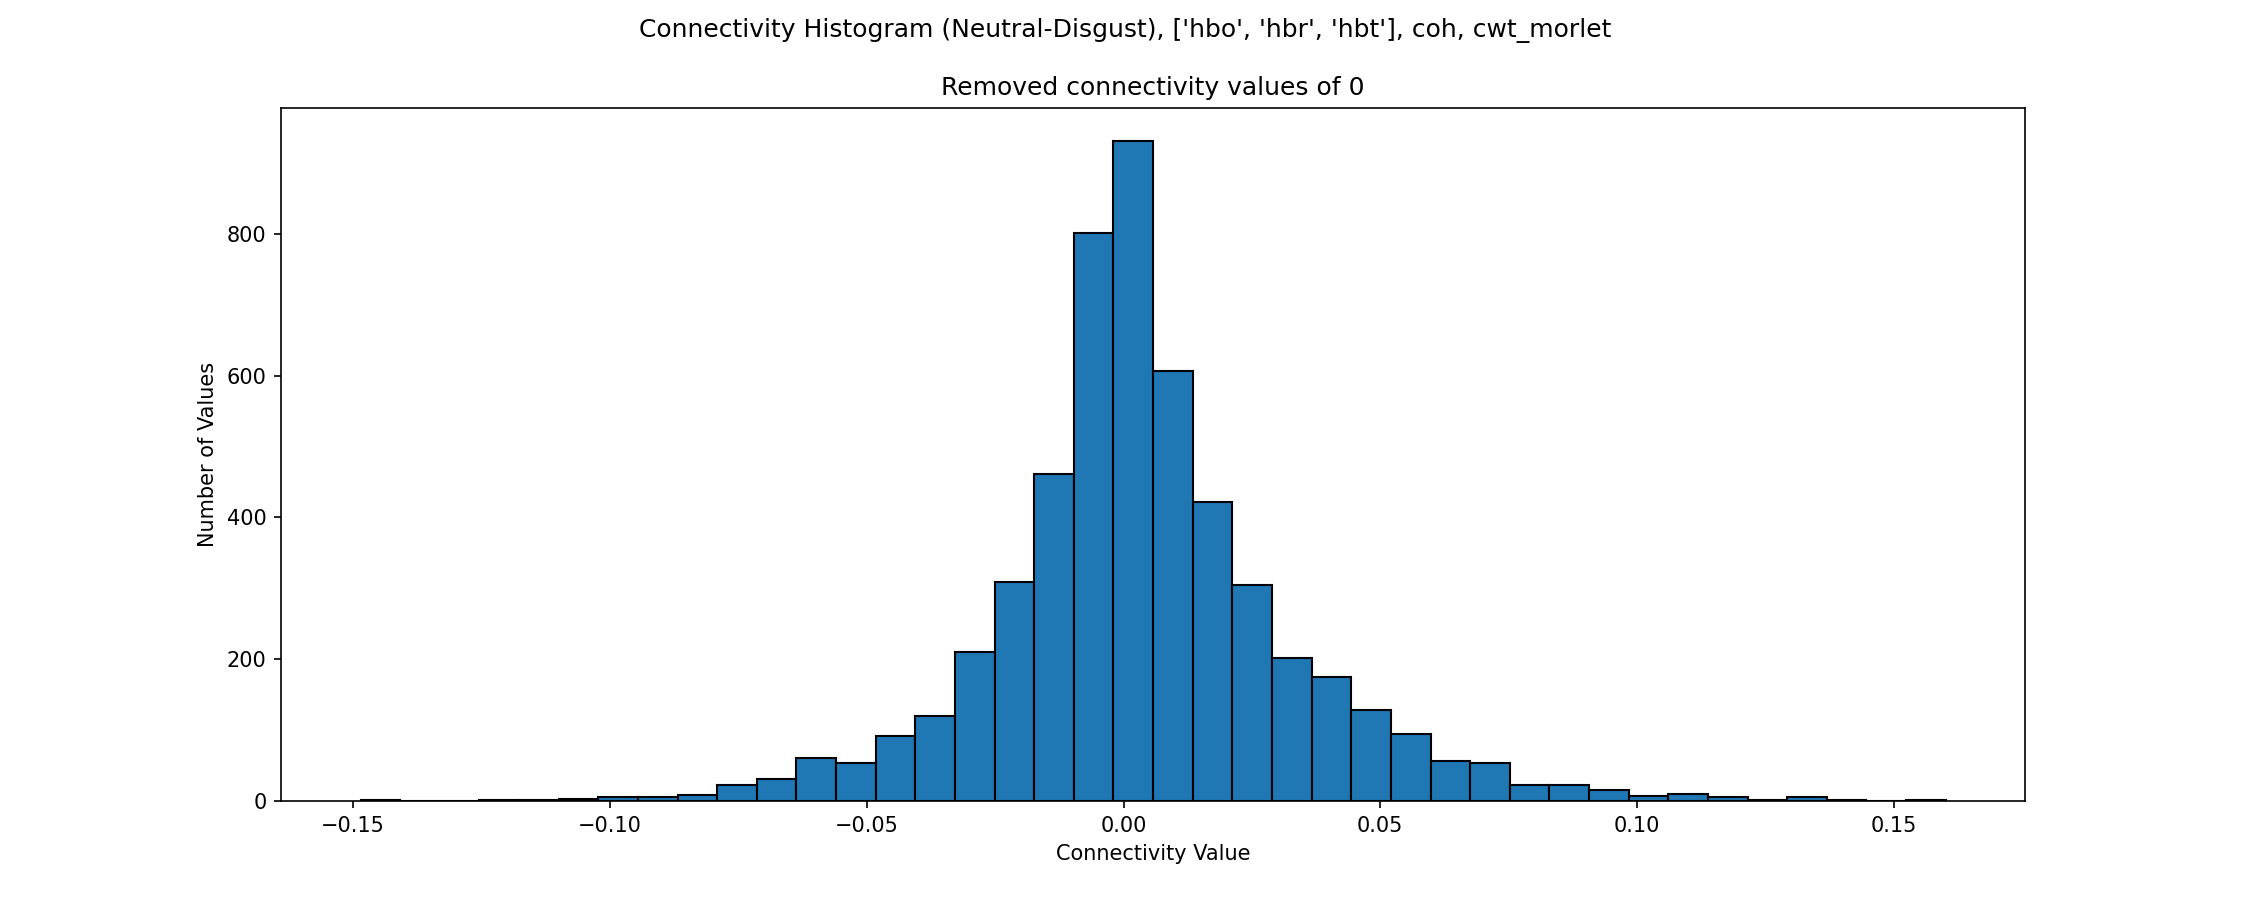 Connectivity Histogram (Neutral-Disgust), ['hbo', 'hbr', 'hbt'], coh, cwt_morlet
Removed connectivity values of 0
Number of Values
800
600
400
200
0
−0.15 −0.10 −0.05 0.00 0.05 0.10 0.15
Connectivity Value